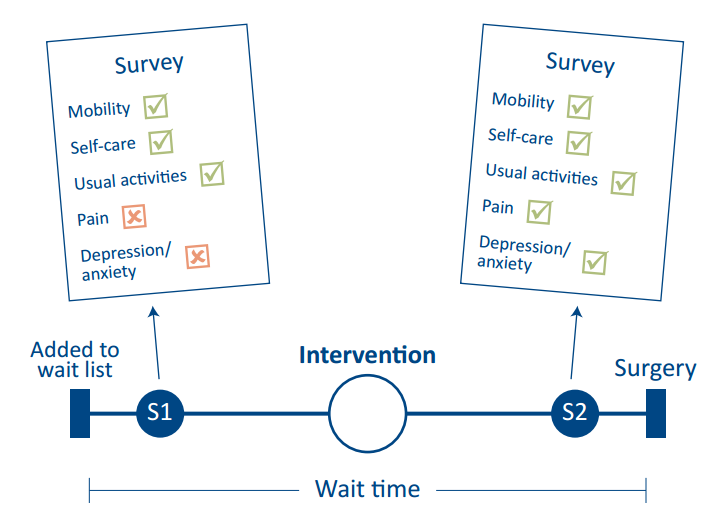 Survey
Mobility
Self-care
Usual activities
Pain
Depression/
anxiety
Survey
Mobility
Self-care
Usual activities
Pain
Depression/
anxiety
Added to
wait list
Intervention
Surgery
S1
S2
Wait time